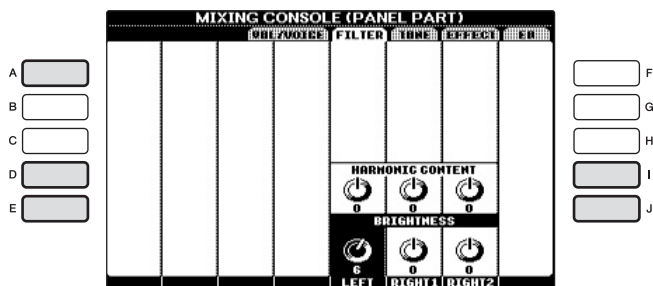 MIXING CONSOLE (PANEL PART)
VOL/VOICE FILTER TUNE EFFECT EQ
A F
B G
C H
HARMONIC CONTENT
D I
0 0 0
BRIGHTNESS
E J
6 0 0
LEFT RIGHT1 RIGHT2